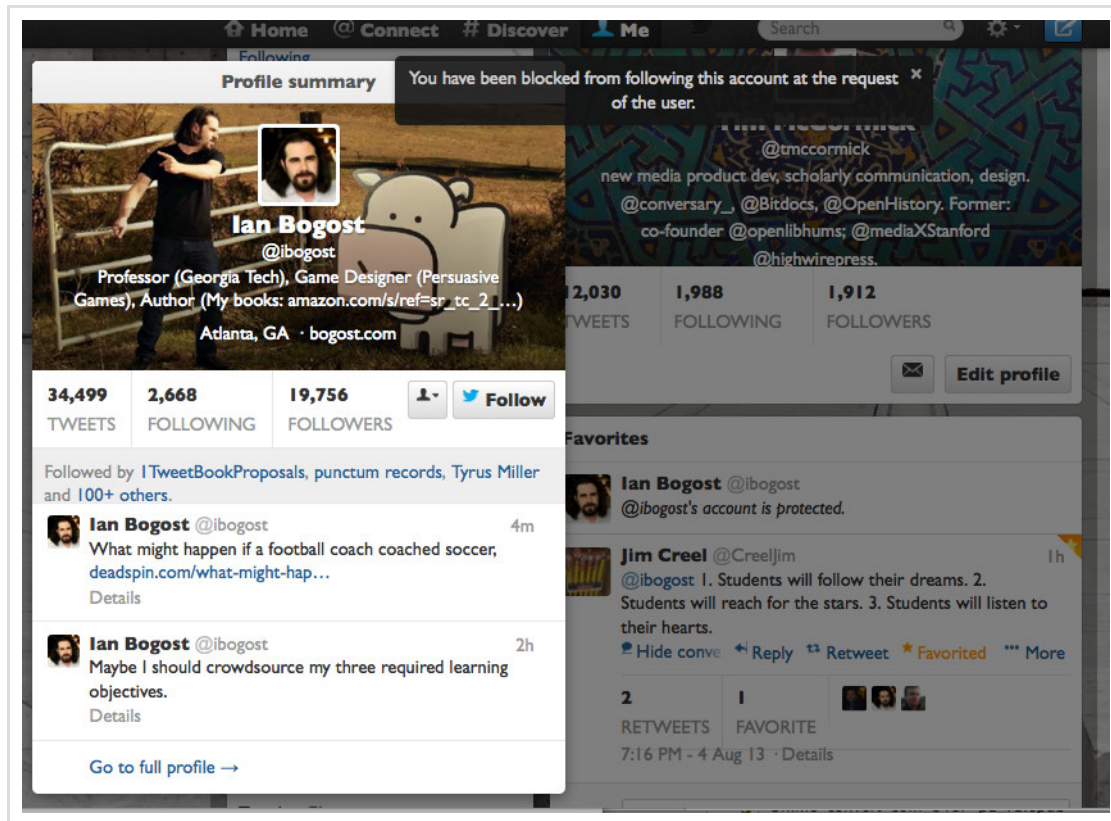 Home @ Connect # Discover Me Search
Following
Profile summary
You have been blocked from following this account at the request
of the user.
×
Ian Bogost
@ibogost
Professor (Georgia Tech), Game Designer (Persuasive
Games), Author (My books: amazon.com/s/ref=sr_tc_2_…)
Atlanta, GA · bogost.com
34,499
TWEETS
2,668
FOLLOWING
19,756
FOLLOWERS
Follow
Followed by 1TweetBookProposals, punctum records, Tyrus Miller
and 100+ others.
Ian Bogost @ibogost 4m
What might happen if a football coach coached soccer,
deadspin.com/what-might-hap…
Details
Ian Bogost @ibogost 2h
Maybe I should crowdsource my three required learning
objectives.
Details
Go to full profile →
Tim McCormick
@tmccormick
new media product dev, scholarly communication, design.
@conversary_, @Bitdocs, @OpenHistory. Former:
co-founder @openlibhums; @mediaXStanford
@highwirepress.
12,030
TWEETS
1,988
FOLLOWING
1,912
FOLLOWERS
Edit profile
Favorites
Ian Bogost @ibogost
@ibogost's account is protected.
Jim Creel @CreelJim 1h
@ibogost 1. Students will follow their dreams. 2.
Students will reach for the stars. 3. Students will listen to
their hearts.
Hide conve Reply Retweet Favorited More
2
RETWEETS
1
FAVORITE
7:16 PM - 4 Aug 13 · Details